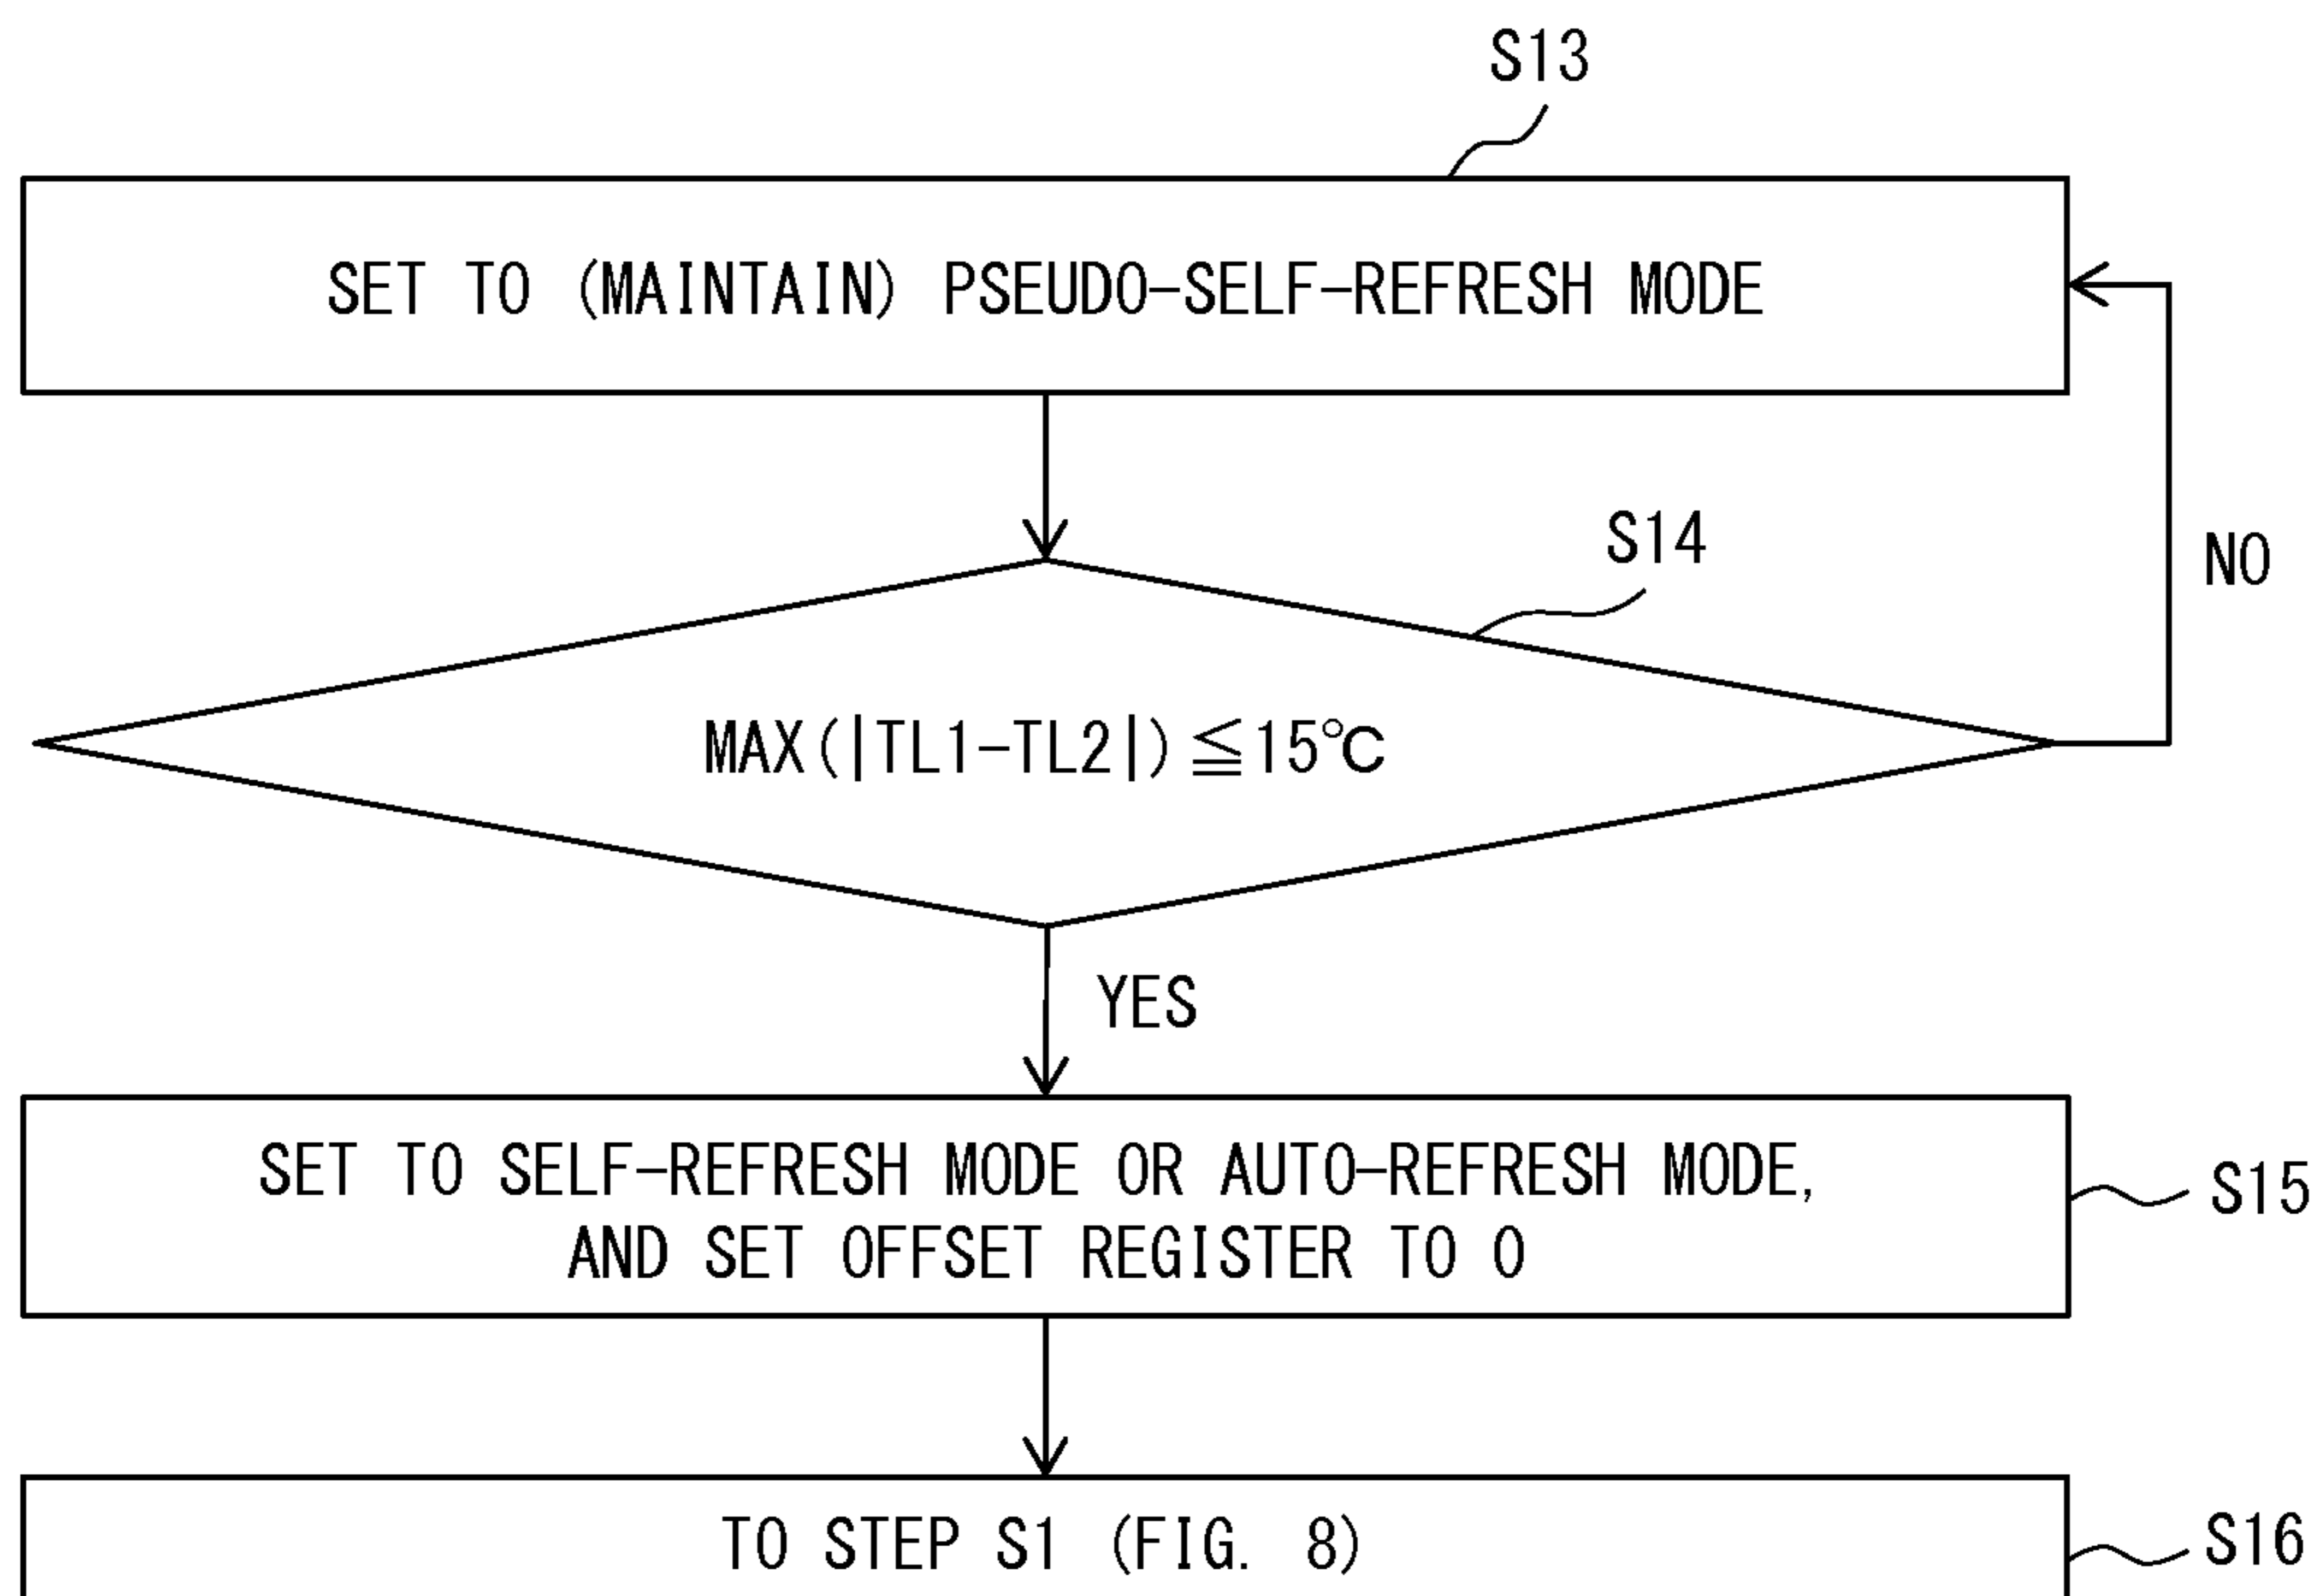 S13
SET TO (MAINTAIN) PSEUDO-SELF-REFRESH MODE
S14
NO
MAX(|TL1-TL2|)≦15℃
YES
SET TO SELF-REFRESH MODE OR AUTO-REFRESH MODE,
AND SET OFFSET REGISTER TO 0
S15
TO STEP S1 (FIG. 8)
S16